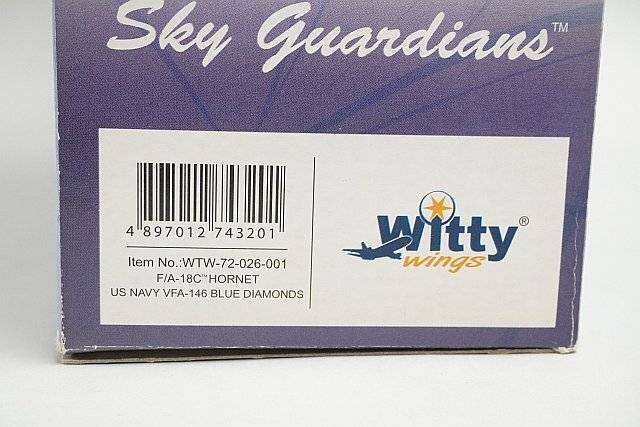 Sky Guardians™
4 897012 743201
Item No.:WTW-72-026-001
F/A-18C™HORNET
US NAVY VFA-146 BLUE DIAMONDS
Witty®
wings